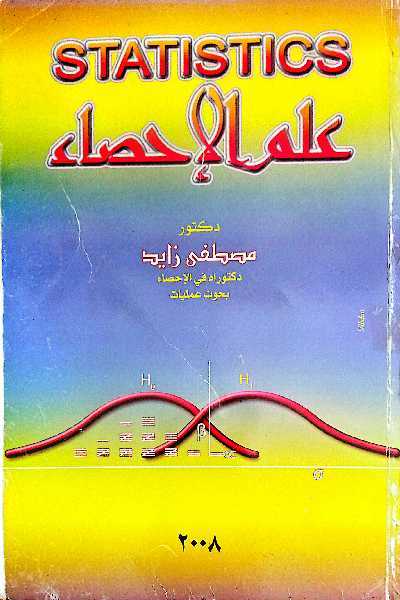 STATISTICS
علم الإحصاء
دكتور
مصطفى زايد
دكتوراه في الإحصاء
بحوث عمليات
H₀ H₁
β
٢٠٠٨